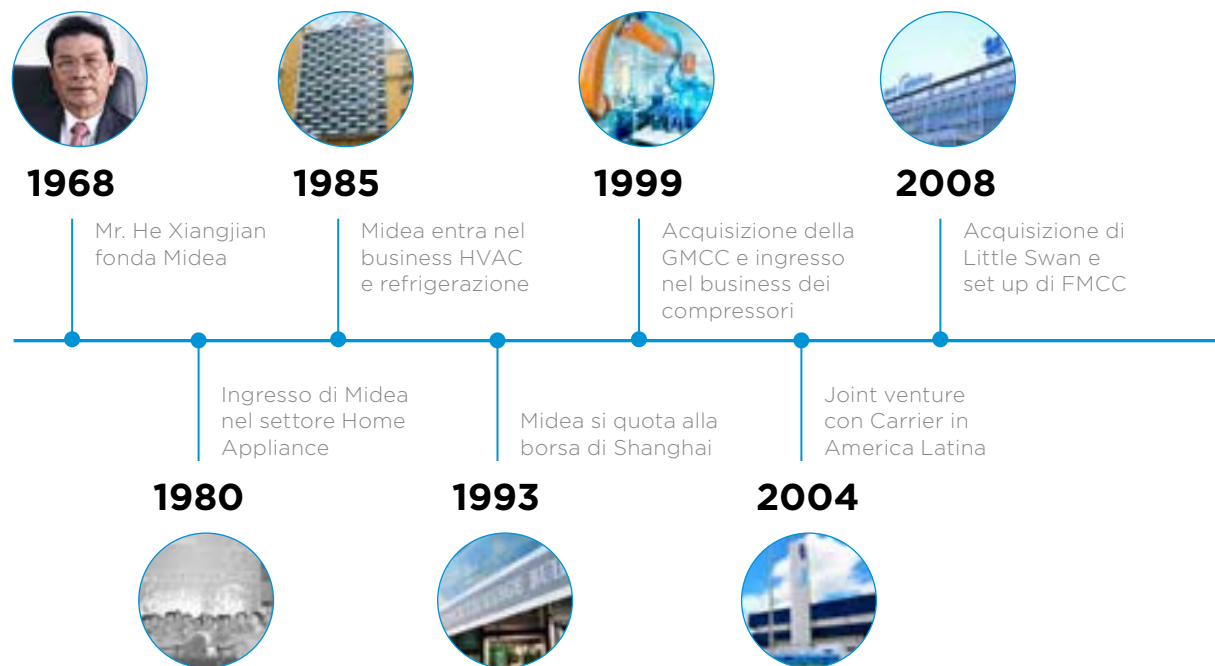 1968
Mr. He Xiangjian
fonda Midea
1980
Ingresso di Midea
nel settore Home
Appliance
1985
Midea entra nel
business HVAC
e refrigerazione
1993
Midea si quota alla
borsa di Shanghai
1999
Acquisizione della
GMCC e ingresso
nel business dei
compressori
2004
Joint venture
con Carrier in
America Latina
2008
Acquisizione di
Little Swan e
set up di FMCC